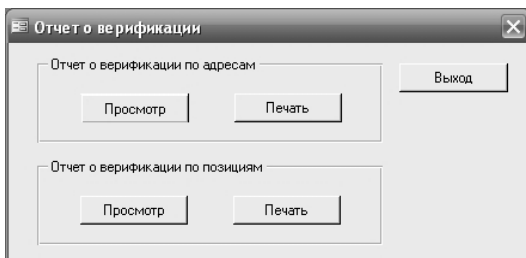 Отчет о верификации
Отчет о верификации по адресам
Выход
Просмотр Печать
Отчет о верификации по позициям
Просмотр Печать